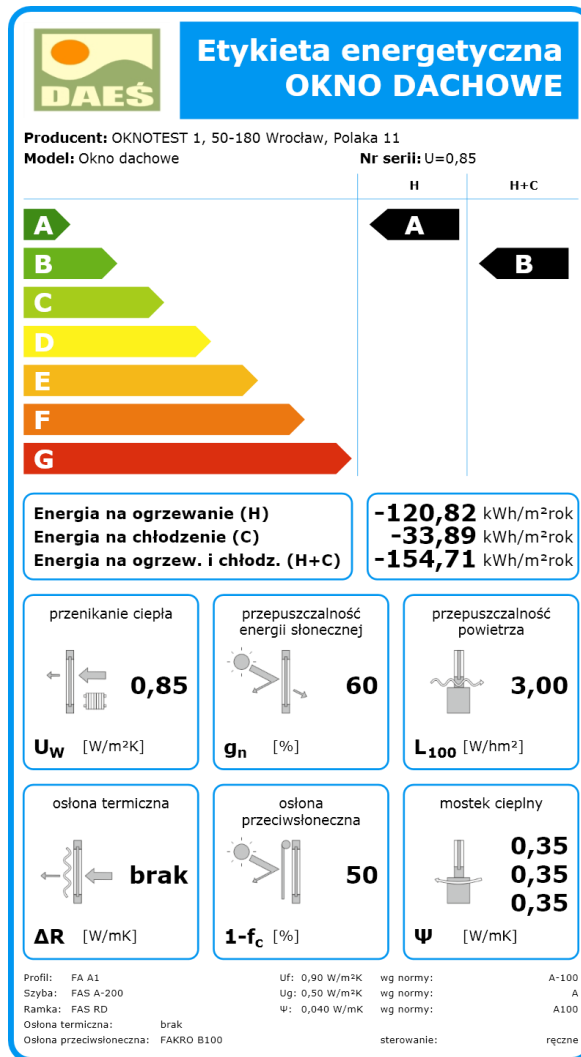 DAEŚ
Etykieta energetyczna
OKNO DACHOWE
Producent: OKNOTEST 1, 50-180 Wrocław, Polaka 11
Model: Okno dachowe Nr serii: U=0,85
H H+C
A A
B B
C
D
E
F
G
Energia na ogrzewanie (H) -120,82 kWh/m²rok
Energia na chłodzenie (C) -33,89 kWh/m²rok
Energia na ogrzew. i chłodz. (H+C) -154,71 kWh/m²rok
przenikanie ciepła
0,85
Uw [W/m²K]
przepuszczalność
energii słonecznej
60
gn [%]
przepuszczalność
powietrza
3,00
L100 [W/hm²]
osłona termiczna
brak
ΔR [W/mK]
osłona
przeciwsłoneczna
50
1-fc [%]
mostek cieplny
0,35
0,35
0,35
Ψ [W/mK]
Profil: FA A1 Uf: 0,90 W/m²K wg normy: A-100
Szyba: FAS A-200 Ug: 0,50 W/m²K wg normy: A
Ramka: FAS RD Ψ: 0,040 W/mK wg normy: A100
Osłona termiczna: brak
Osłona przeciwsłoneczna: FAKRO B100 sterowanie: ręczne